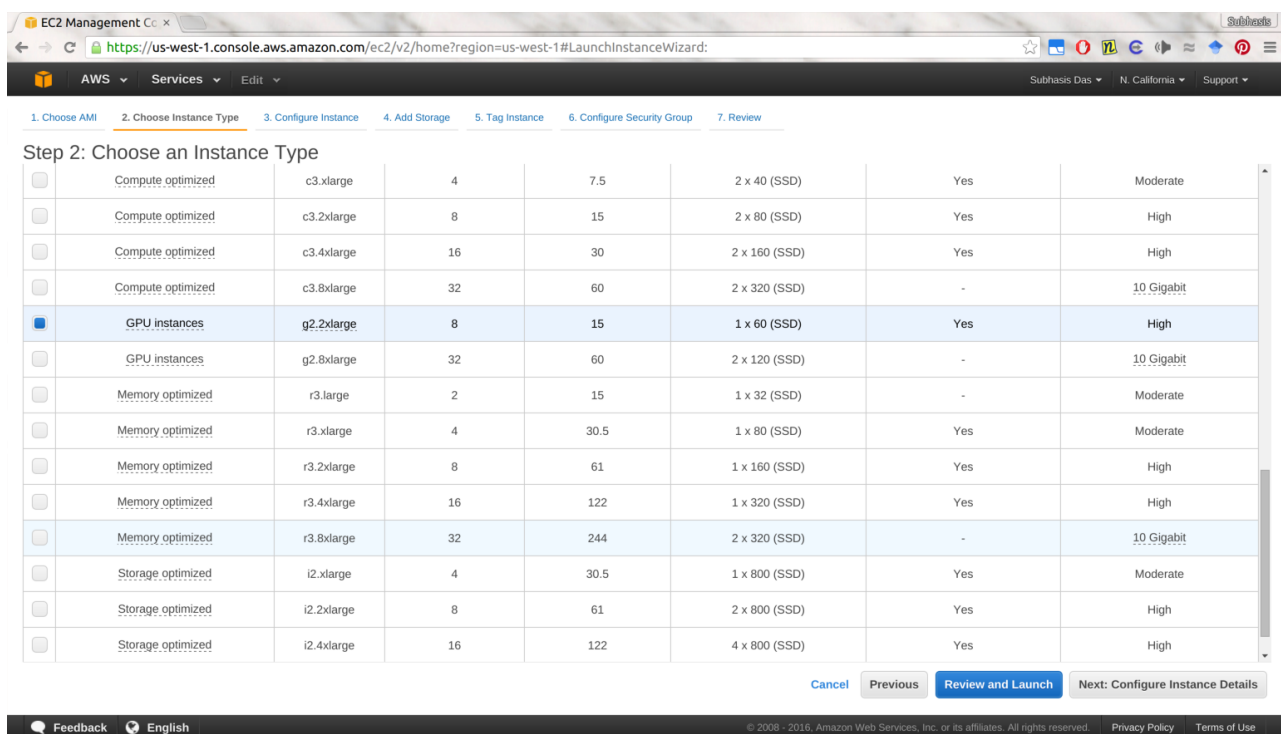 EC2 Management Co ×
Subhasis
https://us-west-1.console.aws.amazon.com/ec2/v2/home?region=us-west-1#LaunchInstanceWizard:
AWS Services Edit Subhasis Das N. California Support
1. Choose AMI 2. Choose Instance Type 3. Configure Instance 4. Add Storage 5. Tag Instance 6. Configure Security Group 7. Review
Step 2: Choose an Instance Type
Compute optimized c3.xlarge 4 7.5 2 x 40 (SSD) Yes Moderate
Compute optimized c3.2xlarge 8 15 2 x 80 (SSD) Yes High
Compute optimized c3.4xlarge 16 30 2 x 160 (SSD) Yes High
Compute optimized c3.8xlarge 32 60 2 x 320 (SSD) - 10 Gigabit
GPU instances g2.2xlarge 8 15 1 x 60 (SSD) Yes High
GPU instances g2.8xlarge 32 60 2 x 120 (SSD) - 10 Gigabit
Memory optimized r3.large 2 15 1 x 32 (SSD) - Moderate
Memory optimized r3.xlarge 4 30.5 1 x 80 (SSD) Yes Moderate
Memory optimized r3.2xlarge 8 61 1 x 160 (SSD) Yes High
Memory optimized r3.4xlarge 16 122 1 x 320 (SSD) Yes High
Memory optimized r3.8xlarge 32 244 2 x 320 (SSD) - 10 Gigabit
Storage optimized i2.xlarge 4 30.5 1 x 800 (SSD) Yes Moderate
Storage optimized i2.2xlarge 8 61 2 x 800 (SSD) Yes High
Storage optimized i2.4xlarge 16 122 4 x 800 (SSD) Yes High
Cancel Previous Review and Launch Next: Configure Instance Details
Feedback English © 2008 - 2016, Amazon Web Services, Inc. or its affiliates. All rights reserved. Privacy Policy Terms of Use